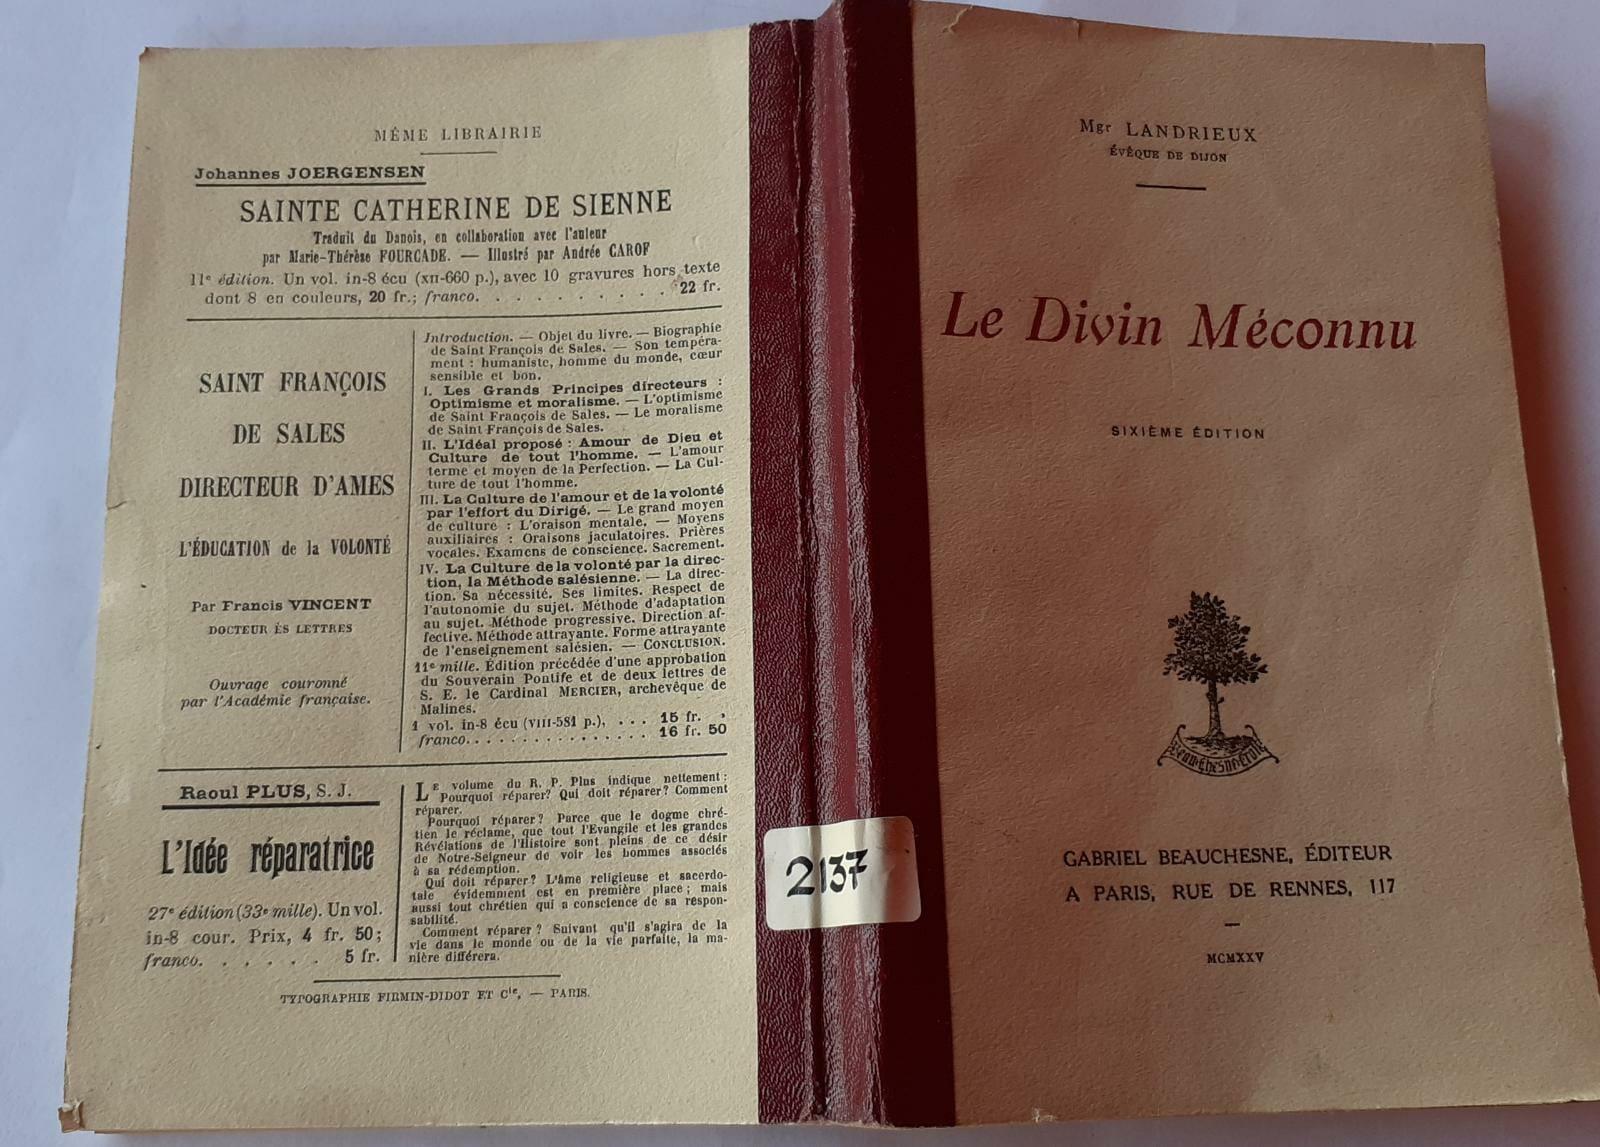 MÊME LIBRAIRIE
Johannes JOERGENSEN
SAINTE CATHERINE DE SIENNE
Traduit du Danois, en collaboration avec l'auteur
par Marie-Thérèse FOURCADE. — Illustré par Andrée CAROF
11e édition. Un vol. in-8 écu (XII-660 p.), avec 10 gravures hors texte
dont 8 en couleurs, 20 fr.; franco. . . . . . . . . . . 22 fr.
SAINT FRANÇOIS
DE SALES
DIRECTEUR D'AMES
L'ÉDUCATION de la VOLONTÉ
Par Francis VINCENT
DOCTEUR ÈS LETTRES
Ouvrage couronné
par l'Académie française.
Introduction. — Objet du livre. — Biographie
de Saint François de Sales. — Son tempéra-
ment : humaniste, homme du monde, cœur
sensible et bon.
I. Les Grands Principes directeurs :
Optimisme et moralisme. — L'optimisme
de Saint François de Sales. — Le moralisme
de Saint François de Sales.
II. L'Idéal proposé : Amour de Dieu et
Culture de tout l'homme. — L'amour
terme et moyen de la Perfection. — La Cul-
ture de tout l'homme.
III. La Culture de l'amour et de la volonté
par l'effort du Dirigé. — Le grand moyen
de culture : L'oraison mentale. — Moyens
auxiliaires : Oraisons jaculatoires. Prières
vocales. Examens de conscience. Sacrement.
IV. La Culture de la volonté par la direc-
tion, la Méthode salésienne. — La direc-
tion. Sa nécessité. Ses limites. Respect de
l'autonomie du sujet. Méthode d'adaptation
au sujet. Méthode progressive. Direction af-
fective. Méthode attrayante. Forme attrayante
de l'enseignement salésien. — CONCLUSION.
11e mille. Édition précédée d'une approbation
du Souverain Pontife et de deux lettres de
S. E. le Cardinal MERCIER, archevêque de
Malines.
1 vol. in-8 écu (VIII-581 p.), . . . 15 fr. »
franco. . . . . . . . . . . . . . . 16 fr. 50
Raoul PLUS, S. J.
L'Idée réparatrice
27e édition (33e mille). Un vol.
in-8 cour. Prix, 4 fr. 50;
franco. . . . . . 5 fr.
LE volume du R. P. Plus indique nettement :
Pourquoi réparer? Qui doit réparer? Comment
réparer.
Pourquoi réparer? Parce que le dogme chré-
tien le réclame, que tout l'Evangile et les grandes
Révélations de l'Histoire sont pleins de ce désir
de Notre-Seigneur de voir les hommes associés
à sa rédemption.
Qui doit réparer? L'âme religieuse et sacerdo-
tale évidemment est en première place; mais
aussi tout chrétien qui a conscience de sa respon-
sabilité.
Comment réparer? Suivant qu'il s'agira de la
vie dans le monde ou de la vie parfaite, la ma-
nière différera.
TYPOGRAPHIE FIRMIN-DIDOT ET Cie. — PARIS.
2137
Mgr LANDRIEUX
ÉVÊQUE DE DIJON
Le Divin Méconnu
SIXIÈME ÉDITION
GABRIEL BEAUCHESNE, ÉDITEUR
A PARIS, RUE DE RENNES, 117
MCMXXV